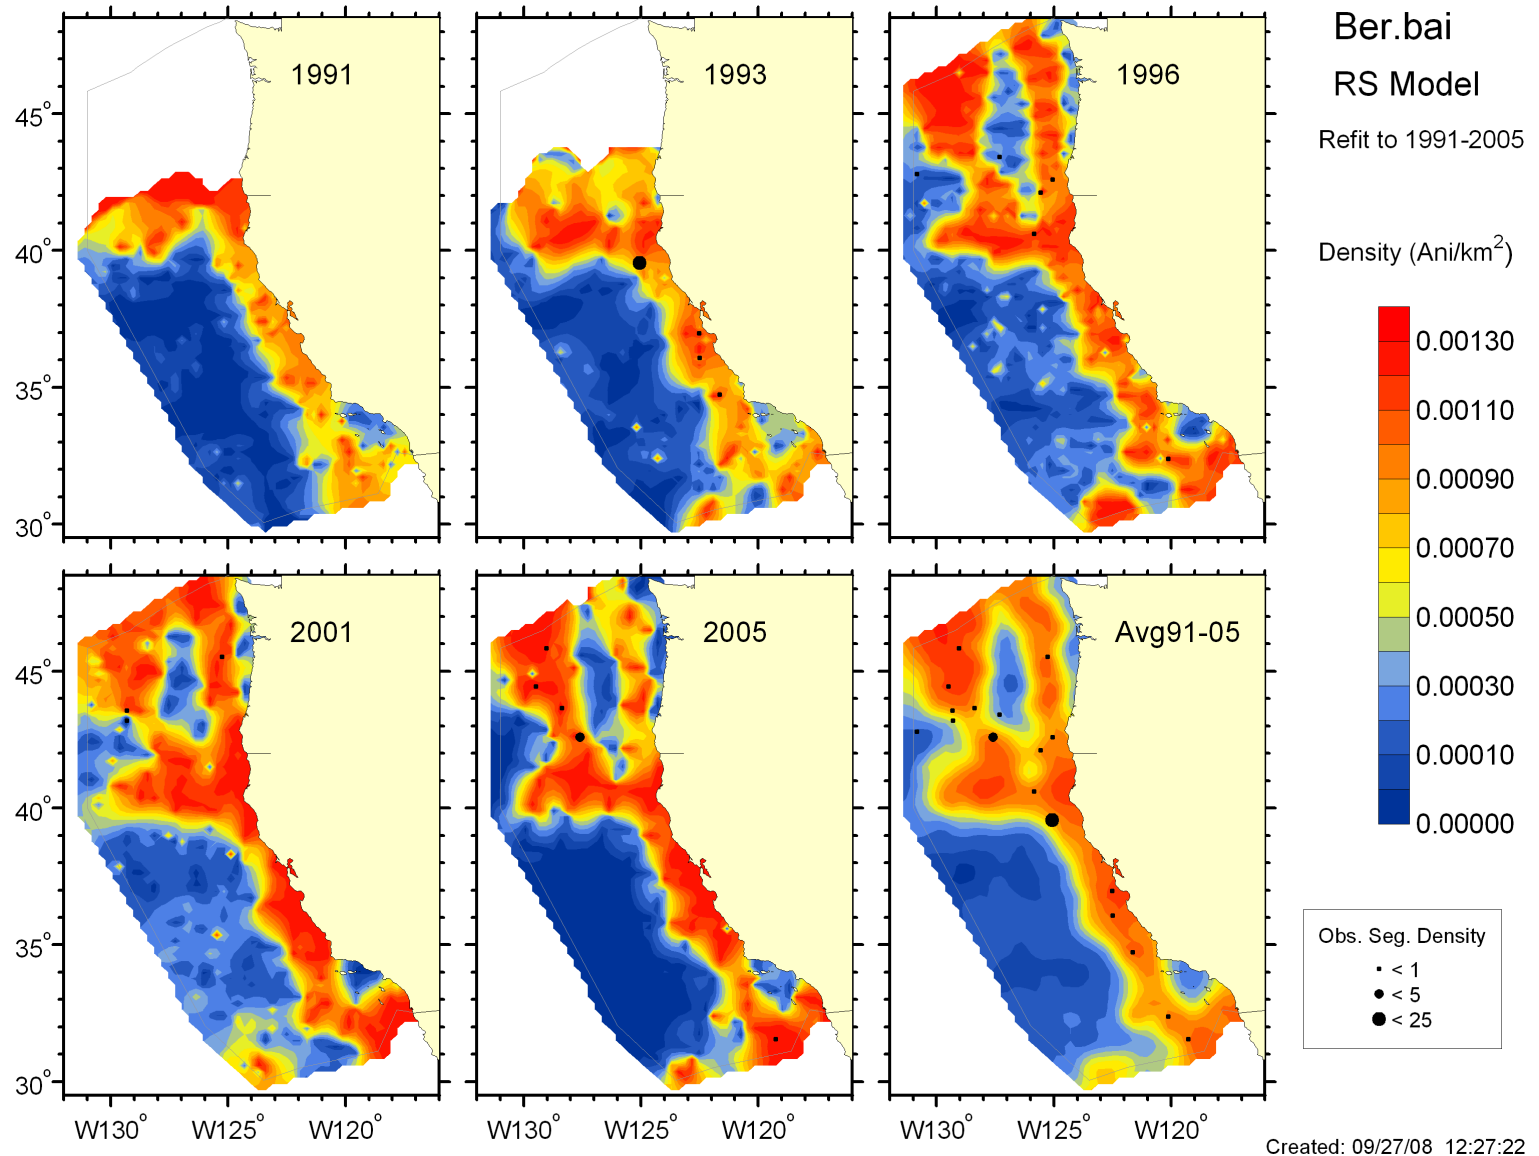 1991
1993
1996
Ber.bai
RS Model
Refit to 1991-2005
45°
40°
35°
30°
Density (Ani/km²)
0.00130
0.00110
0.00090
0.00070
0.00050
0.00030
0.00010
0.00000
2001
2005
Avg91-05
45°
40°
35°
30°
W130° W125° W120°
W130° W125° W120°
W130° W125° W120°
Obs. Seg. Density
< 1
< 5
< 25
Created: 09/27/08 12:27:22